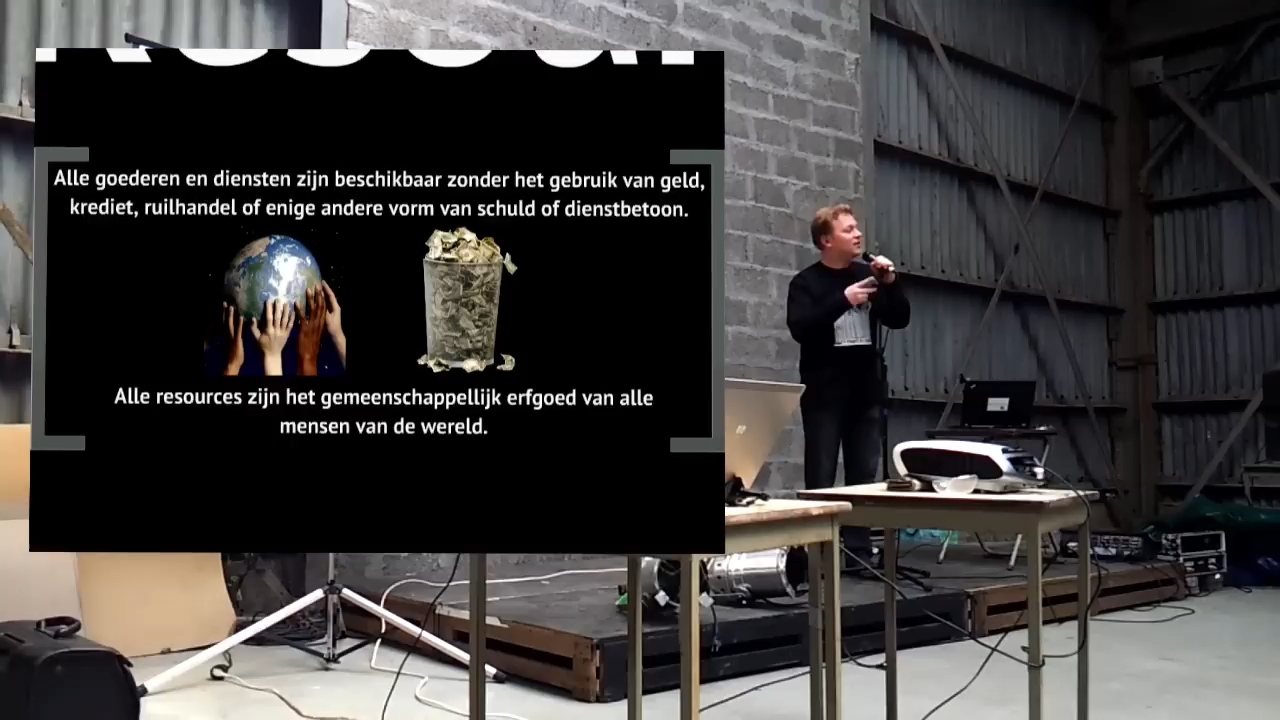 Alle goederen en diensten zijn beschikbaar zonder het gebruik van geld,
krediet, ruilhandel of enige andere vorm van schuld of dienstbetoon.
Alle resources zijn het gemeenschappelijk erfgoed van alle
mensen van de wereld.